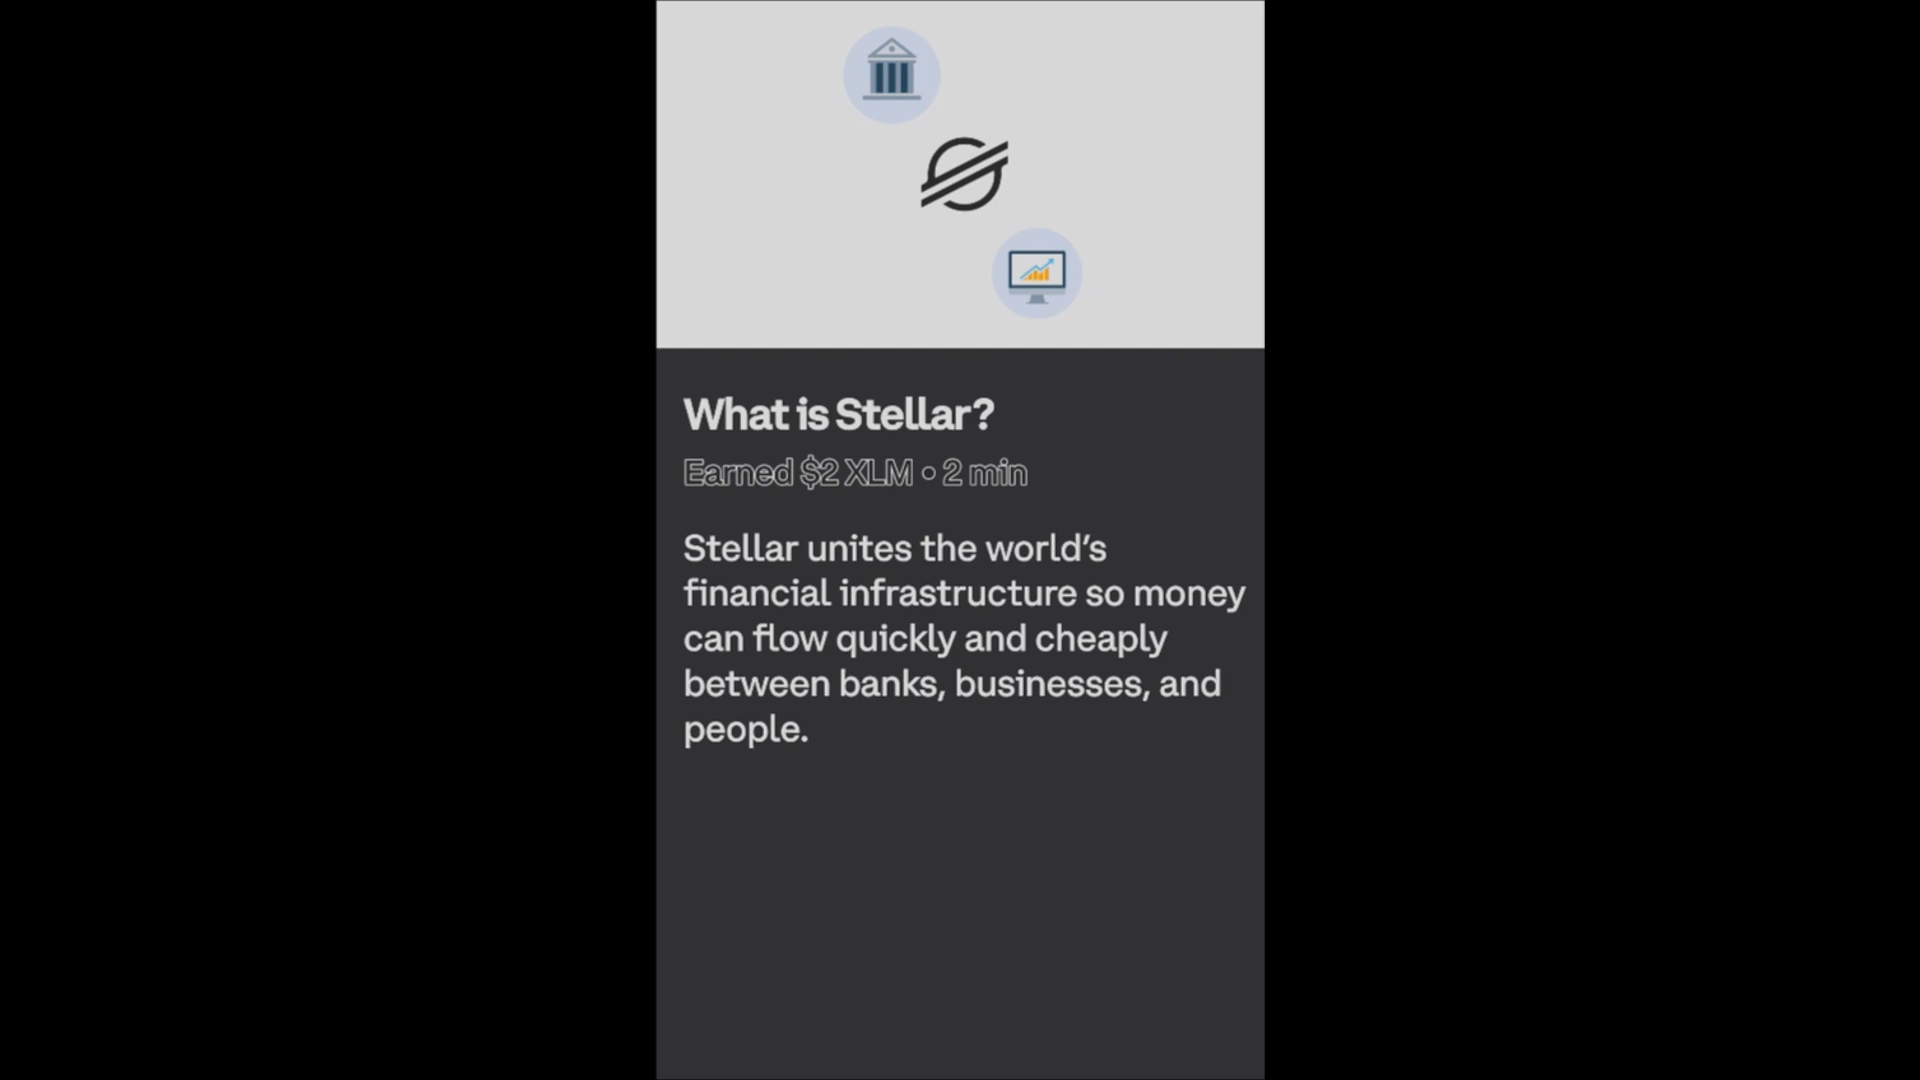 What is Stellar?
Earned $2 XLM • 2 min
Stellar unites the world’s
financial infrastructure so money
can flow quickly and cheaply
between banks, businesses, and
people.